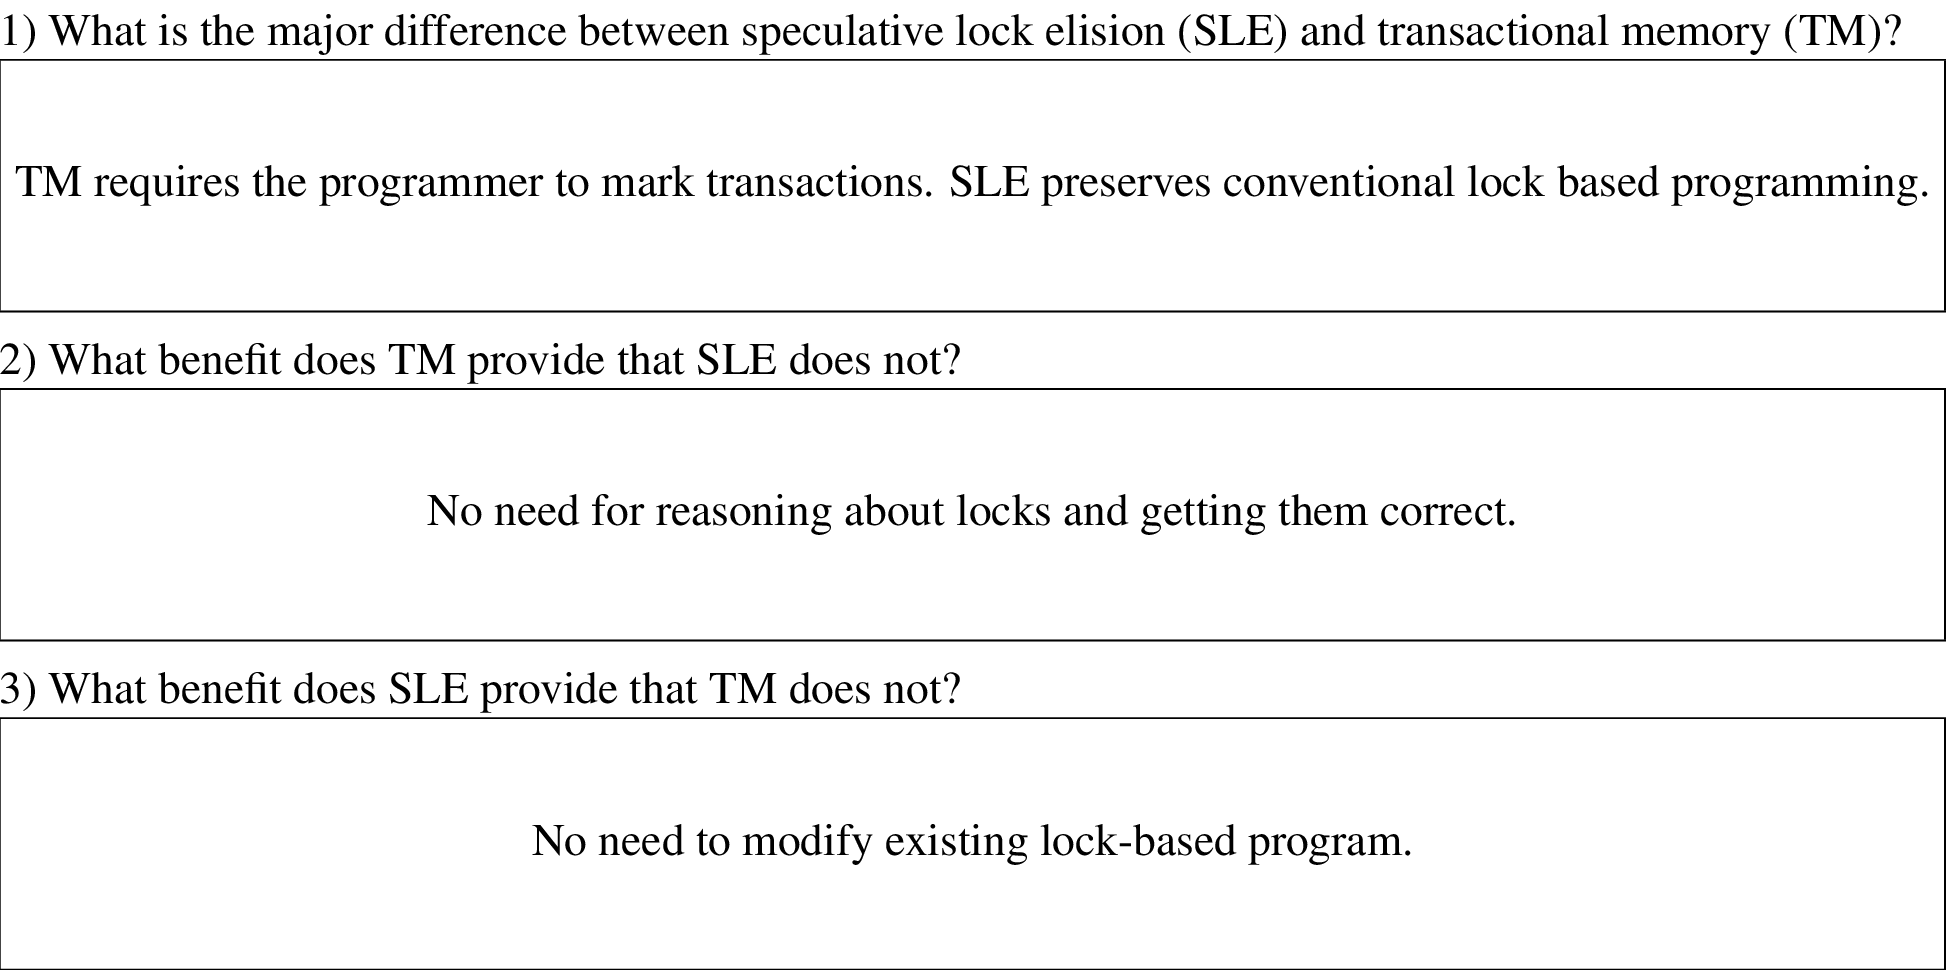 1) What is the major difference between speculative lock elision (SLE) and transactional memory (TM)?
TM requires the programmer to mark transactions. SLE preserves conventional lock based programming.
2) What benefit does TM provide that SLE does not?
No need for reasoning about locks and getting them correct.
3) What benefit does SLE provide that TM does not?
No need to modify existing lock-based program.